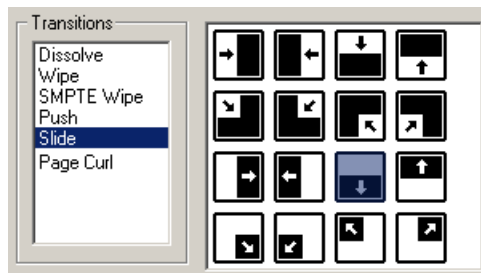 Transitions
Dissolve
Wipe
SMPTE Wipe
Push
Slide
Page Curl